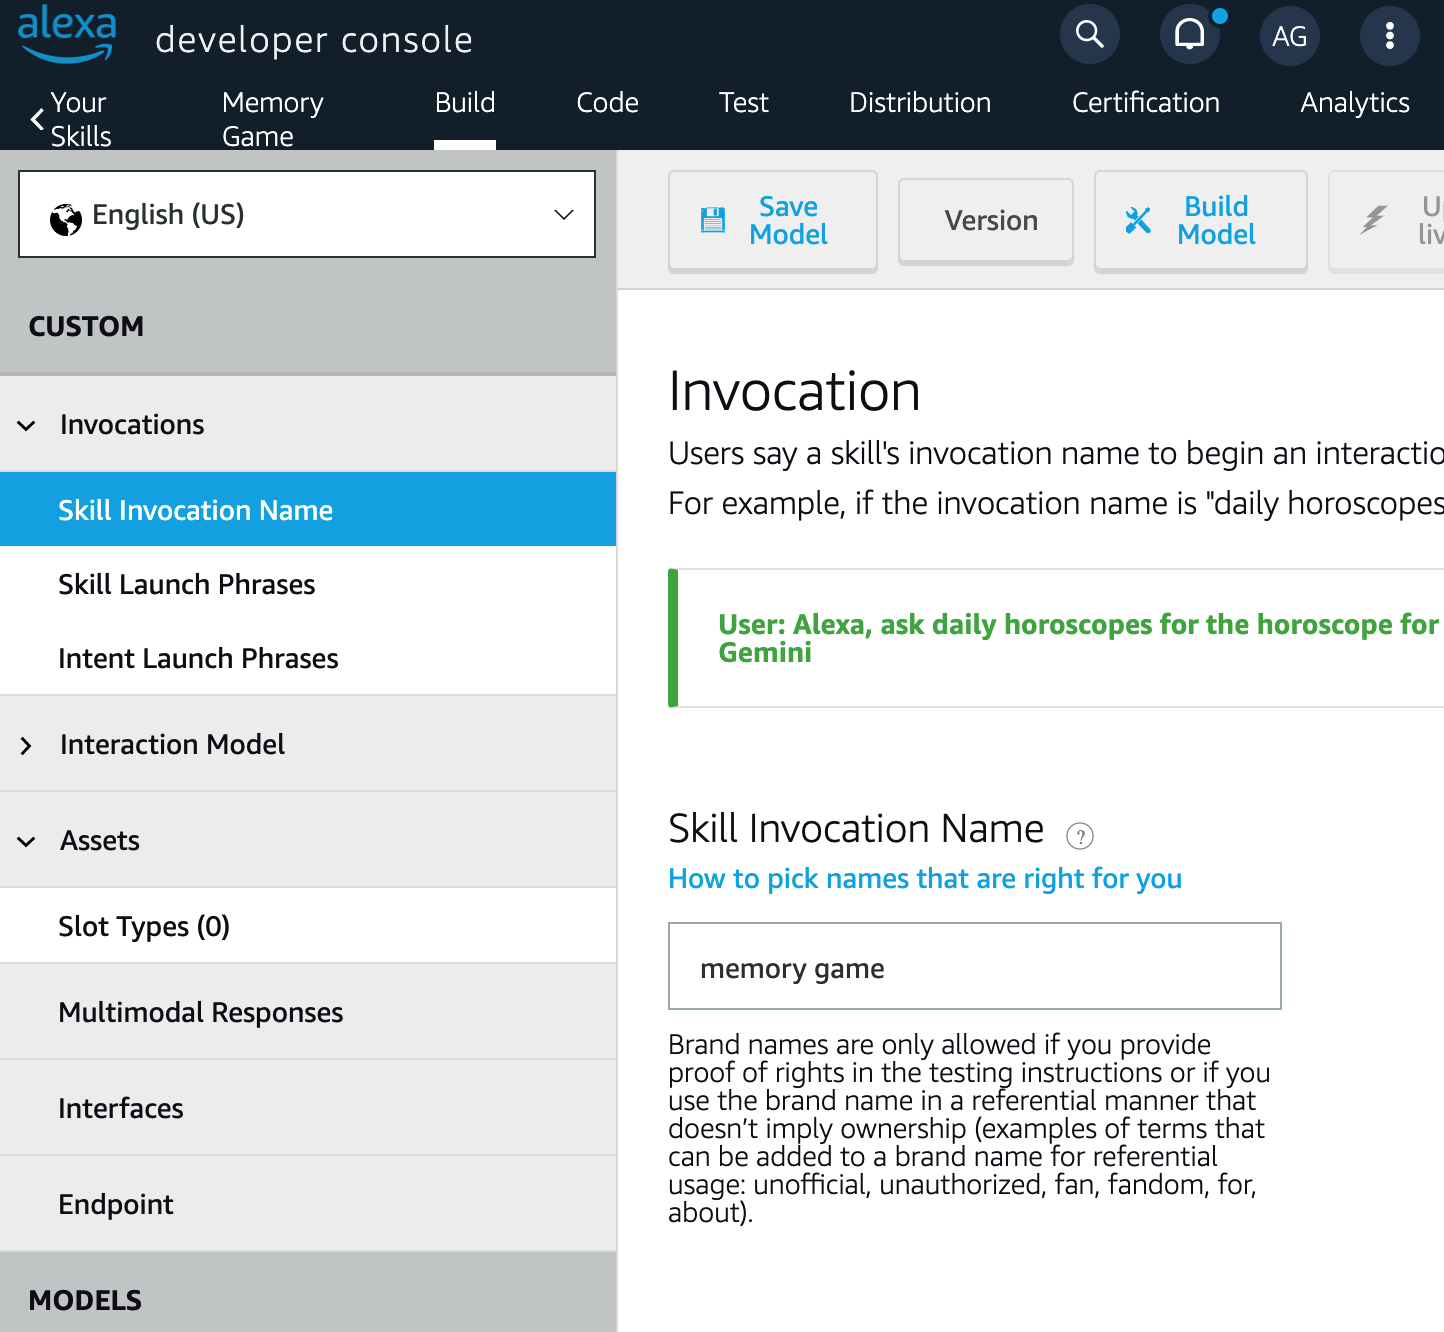 alexa developer console
AG
Your Skills
Memory Game
Build
Code
Test
Distribution
Certification
Analytics
English (US)
Save Model
Version
Build Model
CUSTOM
Invocations
Skill Invocation Name
Skill Launch Phrases
Intent Launch Phrases
Interaction Model
Assets
Slot Types (0)
Multimodal Responses
Interfaces
Endpoint
MODELS
Invocation
Users say a skill's invocation name to begin an
For example, if the invocation name is "daily horoscopes
User: Alexa, ask daily horoscopes for the horoscope for
Gemini
Skill Invocation Name ?
How to pick names that are right for you
memory game
Brand names are only allowed if you provide
proof of rights in the testing instructions or if you
use the brand name in a referential manner that
doesn’t imply ownership (examples of terms that
can be added to a brand name for referential
usage: unofficial, unauthorized, fan, fandom, for,
about).